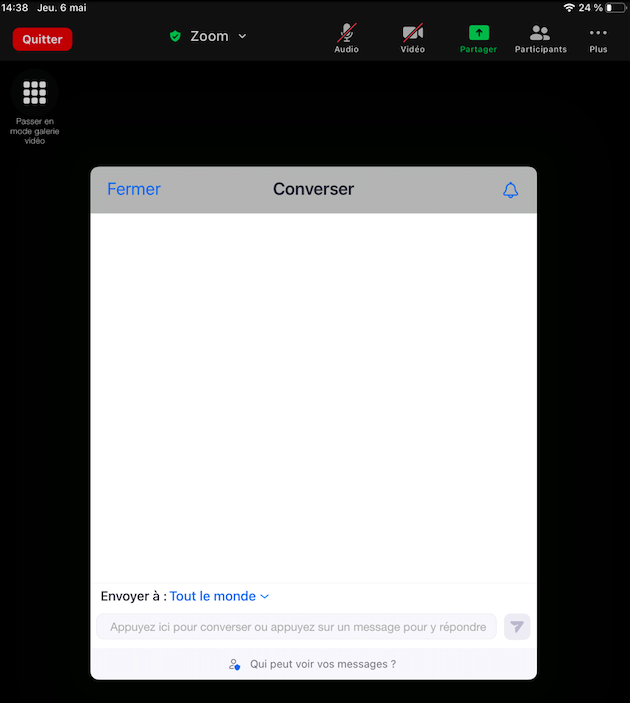 14:38 Jeu. 6 mai 24 %
Quitter
Zoom
Audio
Vidéo
Partager
Participants
Plus
Passer en
mode galerie
vidéo
Fermer
Converser
Envoyer à : Tout le monde
Appuyez ici pour converser ou appuyez sur un message pour y répondre
Qui peut voir vos messages ?